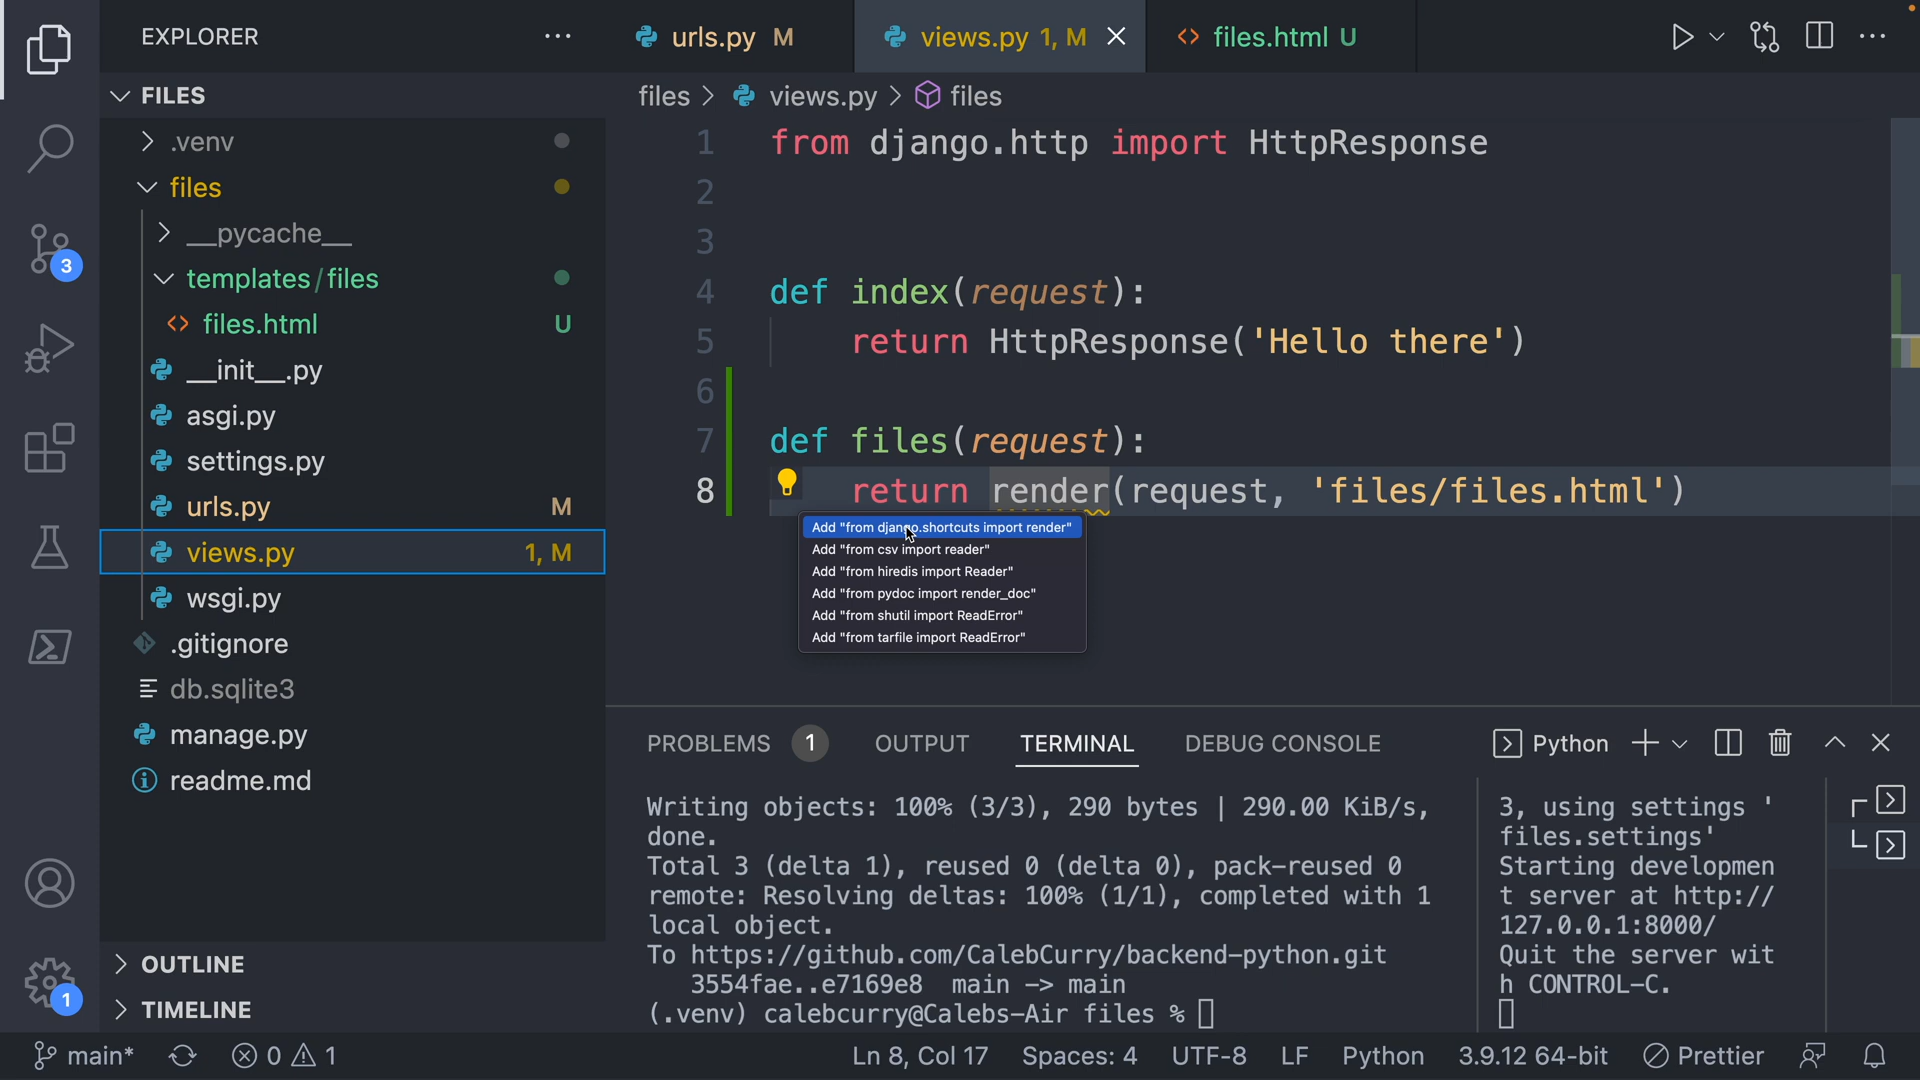 EXPLORER
FILES
.venv
files
__pycache__
templates/files
files.html U
__init__.py
asgi.py
settings.py
urls.py M
views.py 1, M
wsgi.py
.gitignore
db.sqlite3
manage.py
readme.md
OUTLINE
TIMELINE
3
1
urls.py M
views.py 1, M
files.html U
files > views.py > files
1 from django.http import HttpResponse
2
3
4 def index(request):
5 return HttpResponse('Hello there')
6
7 def files(request):
8 return render(request, 'files/files.html')
Add "from django.shortcuts import render"
Add "from csv import reader"
Add "from hiredis import Reader"
Add "from pydoc import render_doc"
Add "from shutil import ReadError"
Add "from tarfile import ReadError"
PROBLEMS 1 OUTPUT TERMINAL DEBUG CONSOLE Python
Writing objects: 100% (3/3), 290 bytes | 290.00 KiB/s,
done.
Total 3 (delta 1), reused 0 (delta 0), pack-reused 0
remote: Resolving deltas: 100% (1/1), completed with 1
local object.
To https://github.com/CalebCurry/backend-python.git
3554fae..e7169e8 main -> main
(.venv) calebcurry@Calebs-Air files %
3, using settings '
files.settings'
Starting developmen
t server at http://
127.0.0.1:8000/
Quit the server wit
h CONTROL-C.
main* 0 1 Ln 8, Col 17 Spaces: 4 UTF-8 LF Python 3.9.12 64-bit Prettier